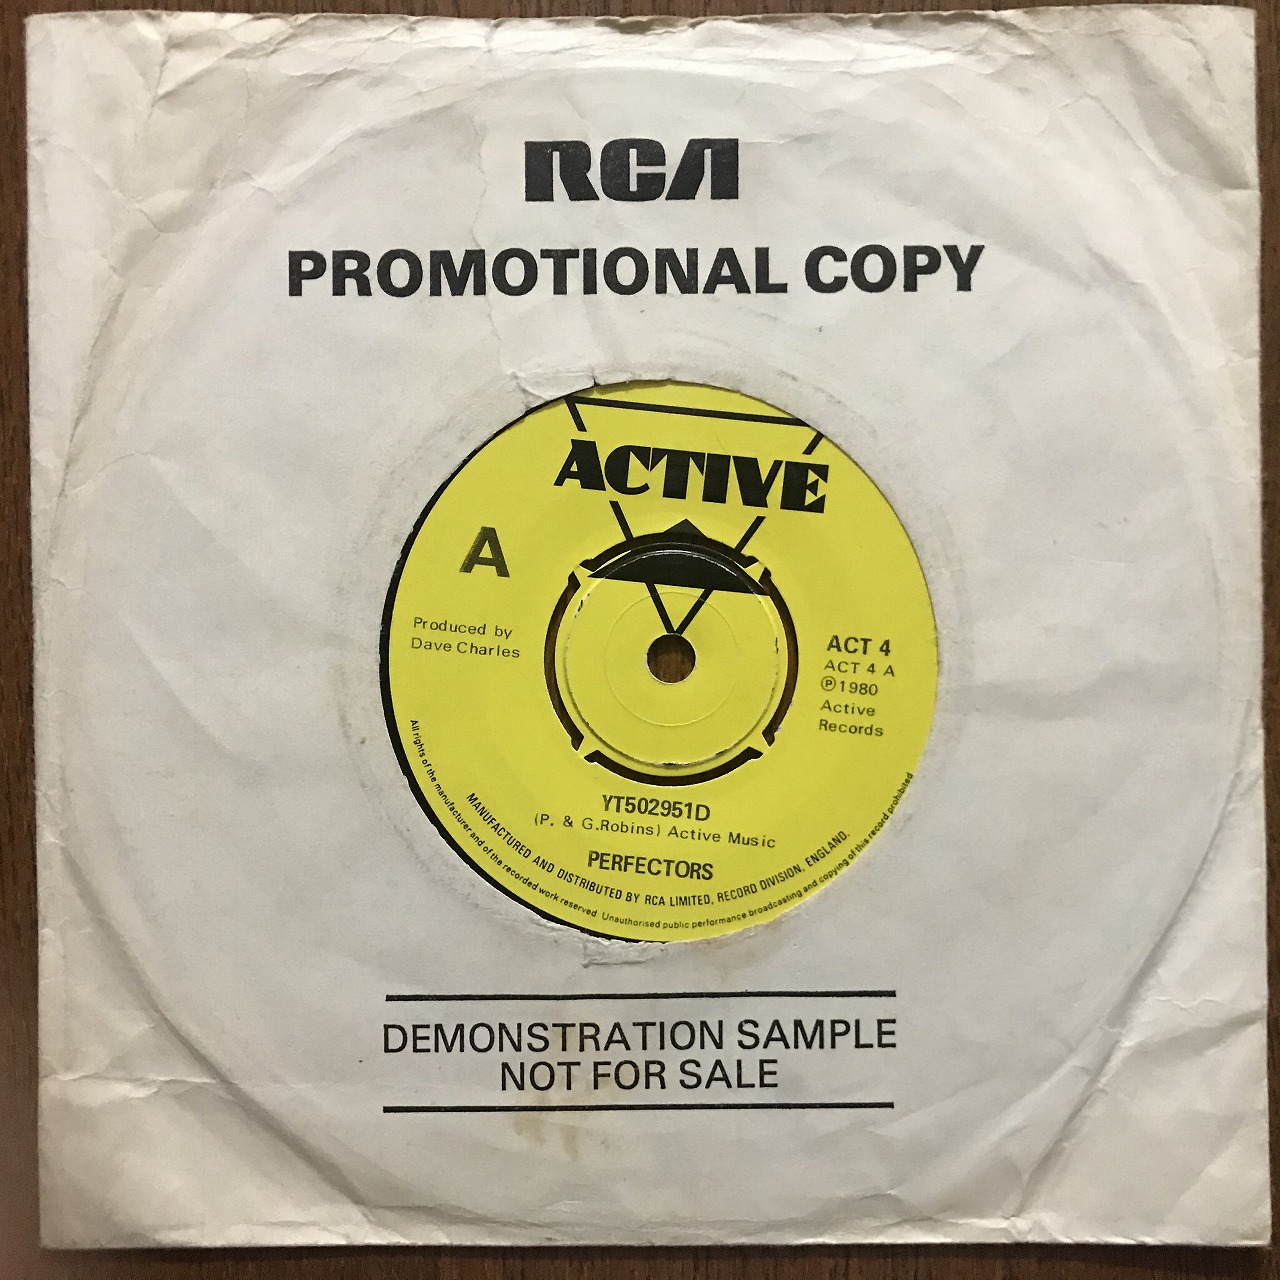 RCA
PROMOTIONAL COPY
ACTIVE
A
Produced by
Dave Charles
ACT 4
ACT 4 A
℗1980
Active
Records
YT502951D
(P. & G.Robins) Active Music
PERFECTORS
MANUFACTURED AND DISTRIBUTED BY RCA LIMITED, RECORD DIVISION, ENGLAND.
All rights of the manufacturer and of the recorded work reserved. Unauthorised public performance broadcasting and copying of this record prohibited
DEMONSTRATION SAMPLE
NOT FOR SALE